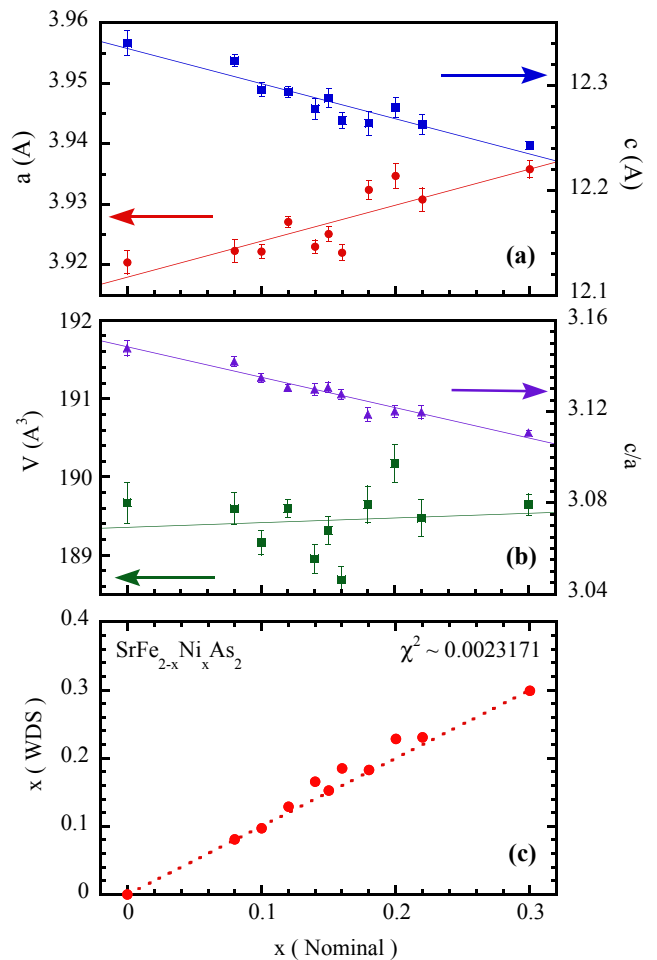 3.96
3.95
3.94
3.93
3.92
a (A)
12.3
12.2
12.1
c (A)
(a)
192
191
190
189
V (A³)
3.16
3.12
3.08
3.04
c/a
(b)
0.4
0.3
0.2
0.1
0
x ( WDS )
SrFe₂₋ₓNiₓAs₂
χ² ~ 0.0023171
(c)
0 0.1 0.2 0.3
x ( Nominal )